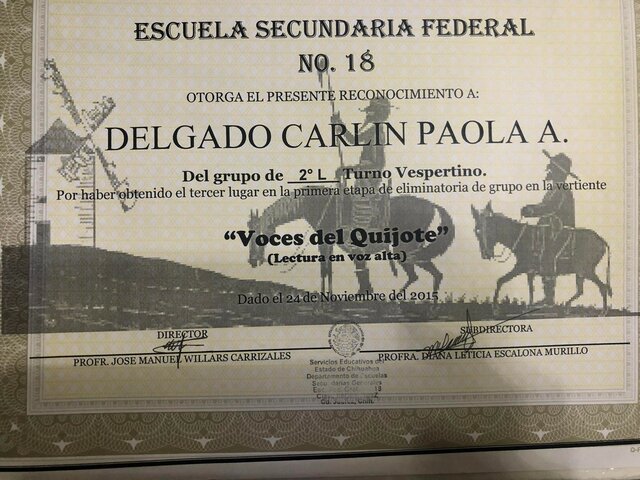 ESCUELA SECUNDARIA FEDERAL
NO. 18
OTORGA EL PRESENTE RECONOCIMIENTO A:
DELGADO CARLIN PAOLA A.
Del grupo de 2° L Turno Vespertino.
Por haber obtenido el tercer lugar en la primera etapa de eliminatoria de grupo en la vertiente
“Voces del Quijote”
(Lectura en voz alta)
Dado el 24 de Noviembre del 2015
DIRECTOR
SUBDIRECTORA
PROFR. JOSE MANUEL WILLARS CARRIZALES
PROFRA. DIANA LETICIA ESCALONA MURILLO
Servicios Educativos del
Estado de Chihuahua
Departamento de Escuelas
Secundarias Generales
18